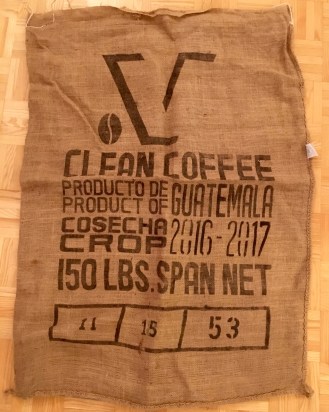 CLEAN COFFEE
PRODUCTO DE
PRODUCT OF GUATEMALA
COSECHA
CROP 2016-2017
150 LBS. SPAN NET
11 15 53